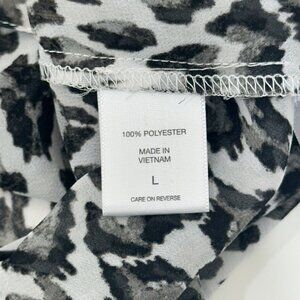 100% POLYESTER
MADE IN
VIETNAM
L
CARE ON REVERSE